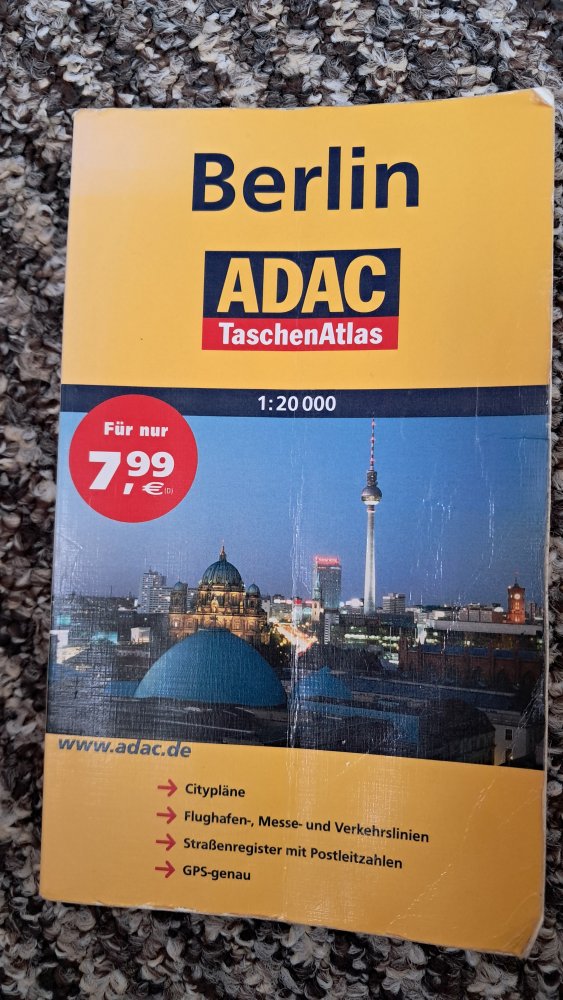 Berlin
ADAC
TaschenAtlas
1:20 000
Für nur
7,99
€(D)
www.adac.de
→ Citypläne
→ Flughafen-, Messe- und Verkehrslinien
→ Straßenregister mit Postleitzahlen
→ GPS-genau